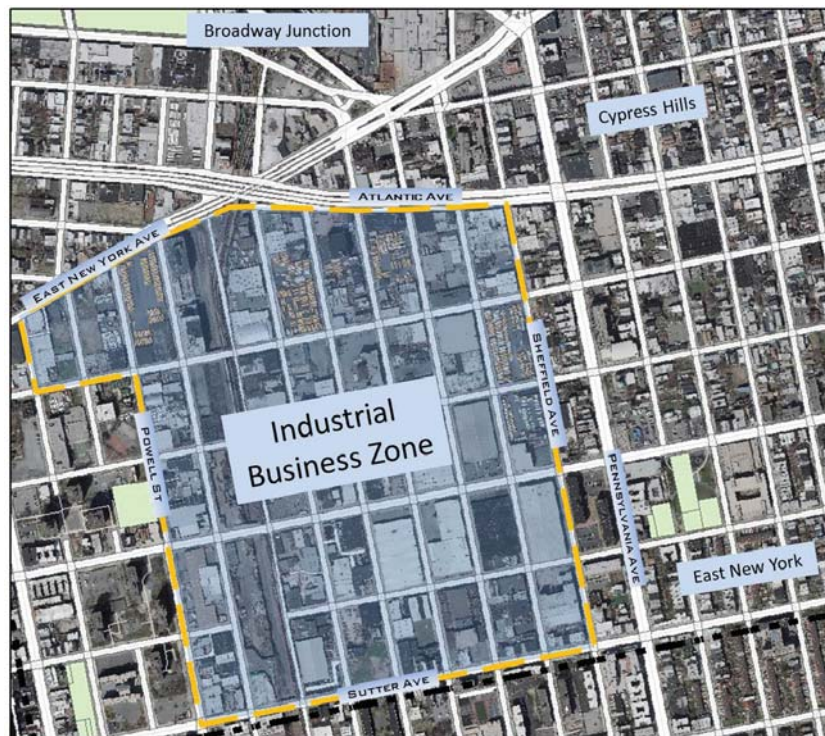 Broadway Junction
Cypress Hills
ATLANTIC AVE
EAST NEW YORK AVE
SHEFFIELD AVE
Industrial
Business Zone
POWELL ST
PENNSYLVANIA AVE
East New York
SUTTER AVE